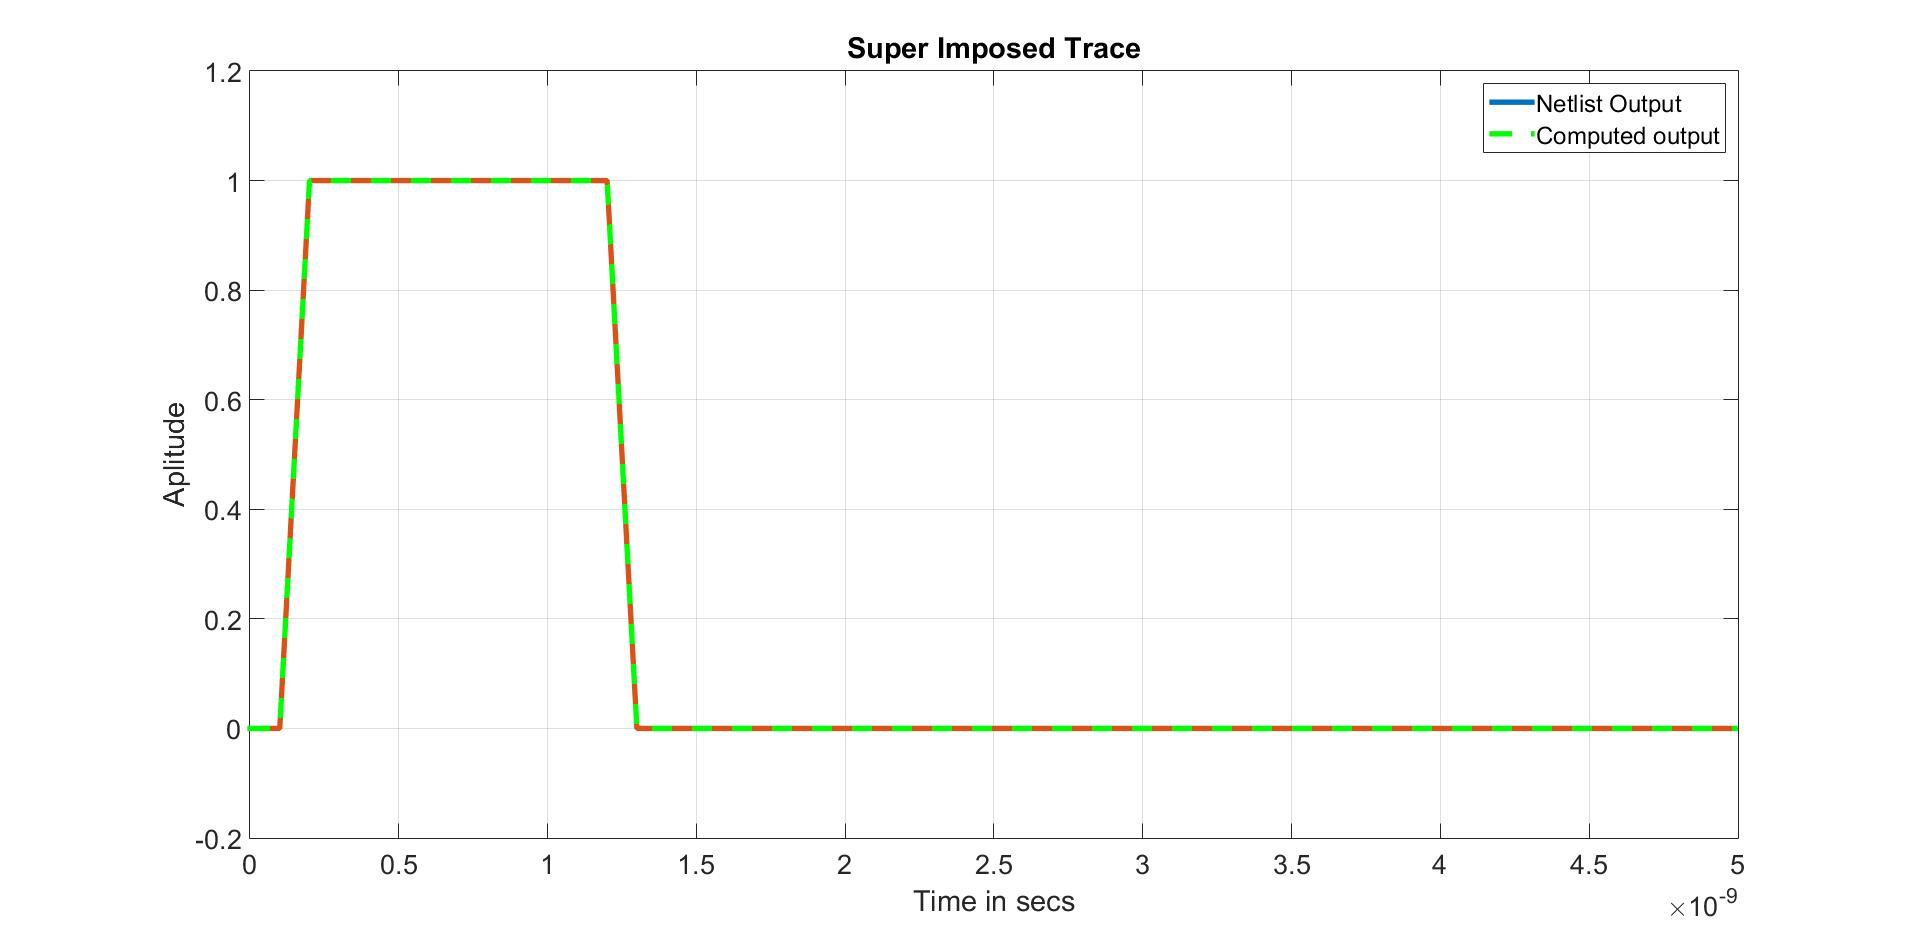 Super Imposed Trace
1.2
1
0.8
0.6
0.4
0.2
0
-0.2
Aplitude
Netlist Output
Computed output
0 0.5 1 1.5 2 2.5 3 3.5 4 4.5 5
Time in secs
×10-9